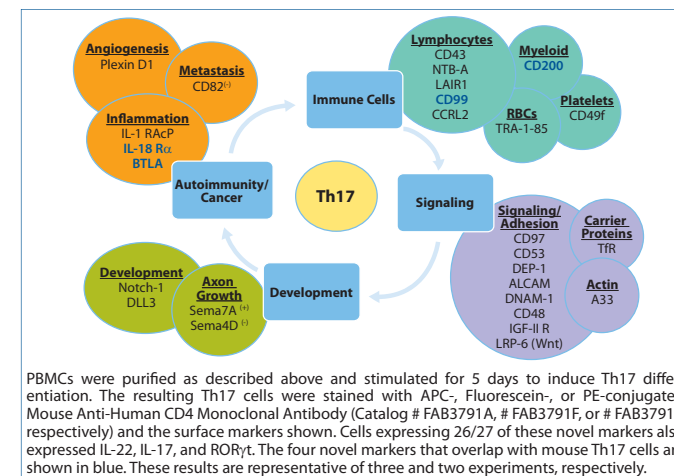 Angiogenesis
Plexin D1
Metastasis
CD82(-)
Inflammation
IL-1 RAcP
IL-18 Rα
BTLA
Autoimmunity/
Cancer
Immune Cells
Lymphocytes
CD43
NTB-A
LAIR1
CD99
CCRL2
Myeloid
CD200
Platelets
CD49f
RBCs
TRA-1-85
Th17
Signaling
Signaling/
Adhesion
CD97
CD53
DEP-1
ALCAM
DNAM-1
CD48
IGF-II R
LRP-6 (Wnt)
Carrier
Proteins
TfR
Actin
A33
Development
Development
Notch-1
DLL3
Axon
Growth
Sema7A (+)
Sema4D (-)
PBMCs were purified as described above and stimulated for 5 days to induce Th17 diffe
entiation. The resulting Th17 cells were stained with APC-, Fluorescein-, or PE-conjugate
Mouse Anti-Human CD4 Monoclonal Antibody (Catalog # FAB3791A, # FAB3791F, or # FAB3791
respectively) and the surface markers shown. Cells expressing 26/27 of these novel markers als
expressed IL-22, IL-17, and RORγt. The four novel markers that overlap with mouse Th17 cells ar
shown in blue. These results are representative of three and two experiments, respectively.